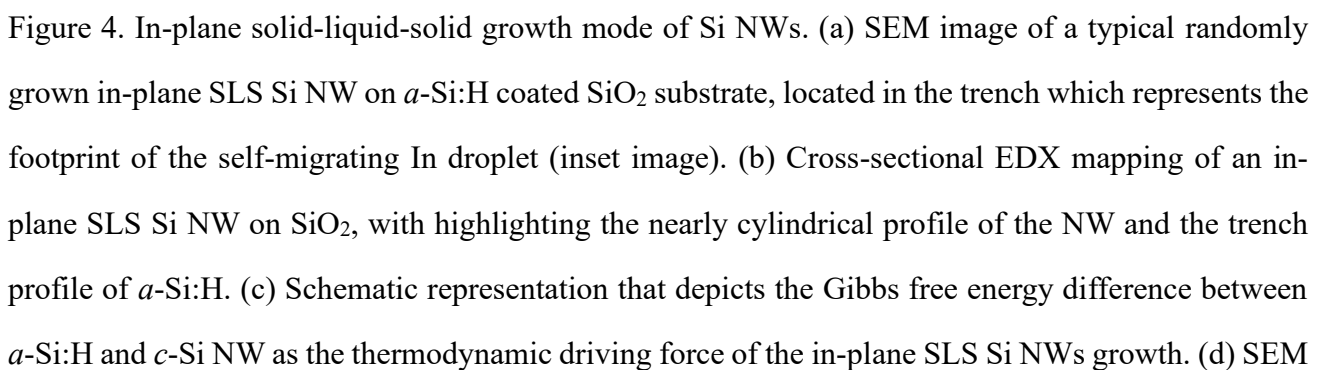 Figure 4. In-plane solid-liquid-solid growth mode of Si NWs. (a) SEM image of a typical randomly
grown in-plane SLS Si NW on a-Si:H coated SiO₂ substrate, located in the trench which represents the
footprint of the self-migrating In droplet (inset image). (b) Cross-sectional EDX mapping of an in-
plane SLS Si NW on SiO₂, with highlighting the nearly cylindrical profile of the NW and the trench
profile of a-Si:H. (c) Schematic representation that depicts the Gibbs free energy difference between
a-Si:H and c-Si NW as the thermodynamic driving force of the in-plane SLS Si NWs growth. (d) SEM